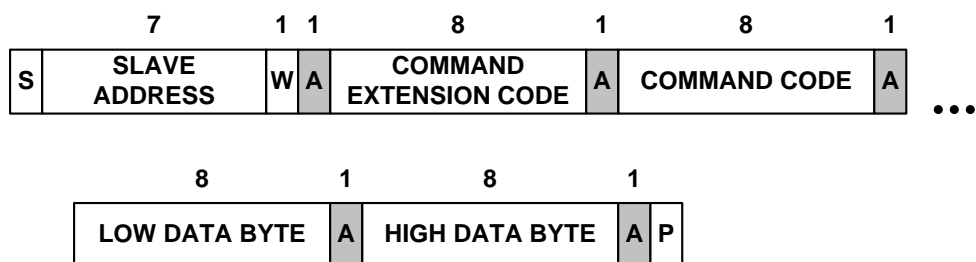 7 1 1 8 1 8 1
S SLAVE ADDRESS W A COMMAND EXTENSION CODE A COMMAND CODE A ...
8 1 8 1
LOW DATA BYTE A HIGH DATA BYTE A P